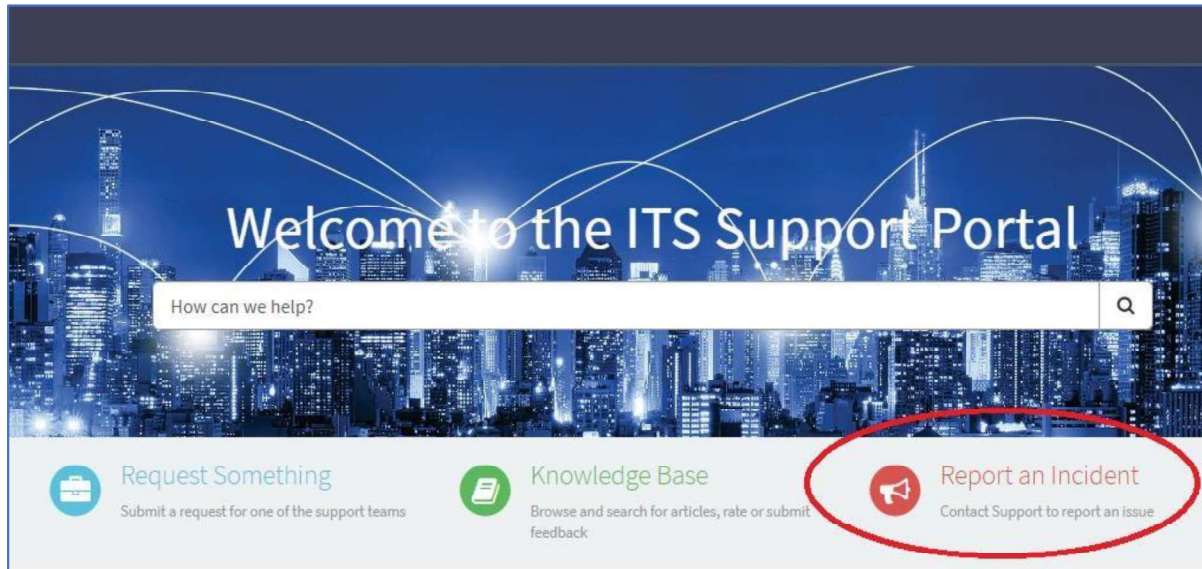 Welcome to the ITS Support Portal
How can we help?
Request Something
Submit a request for one of the support teams
Knowledge Base
Browse and search for articles, rate or submit
feedback
Report an Incident
Contact Support to report an issue